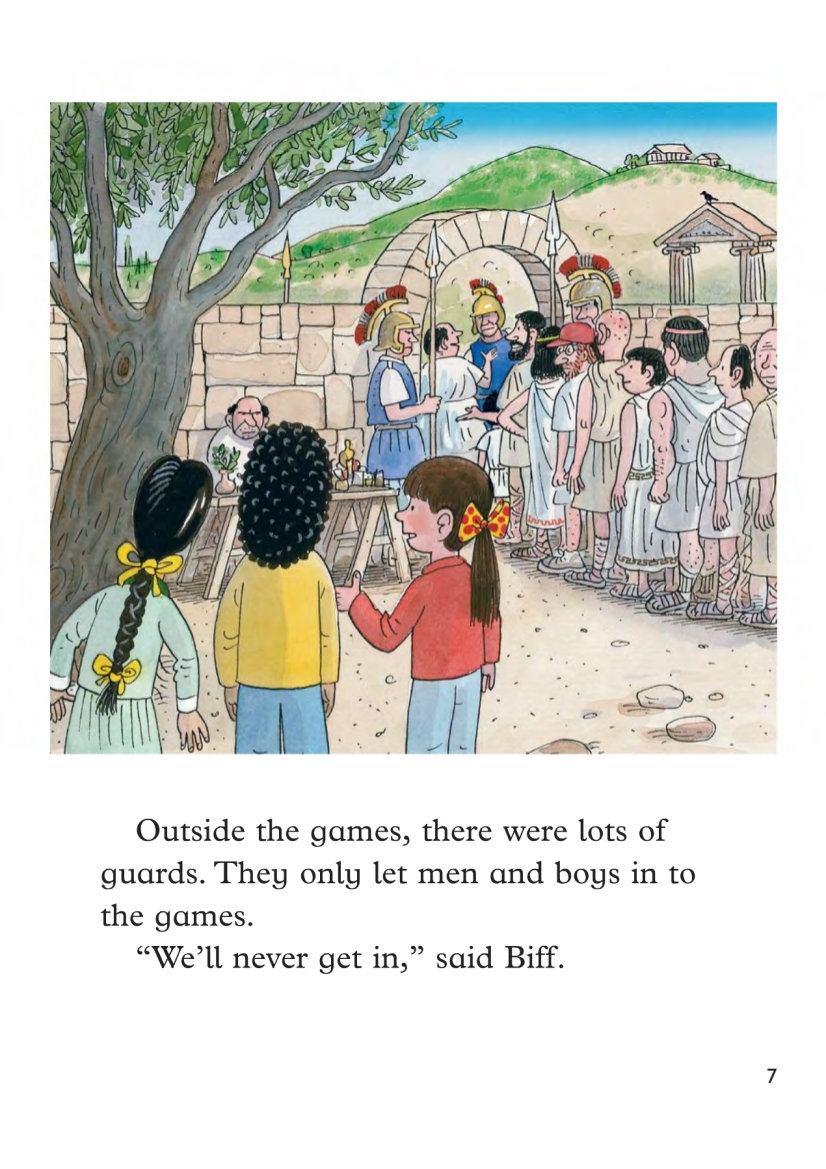 Outside the games, there were lots of
guards. They only let men and boys in to
the games.
“We’ll never get in,” said Biff.
7